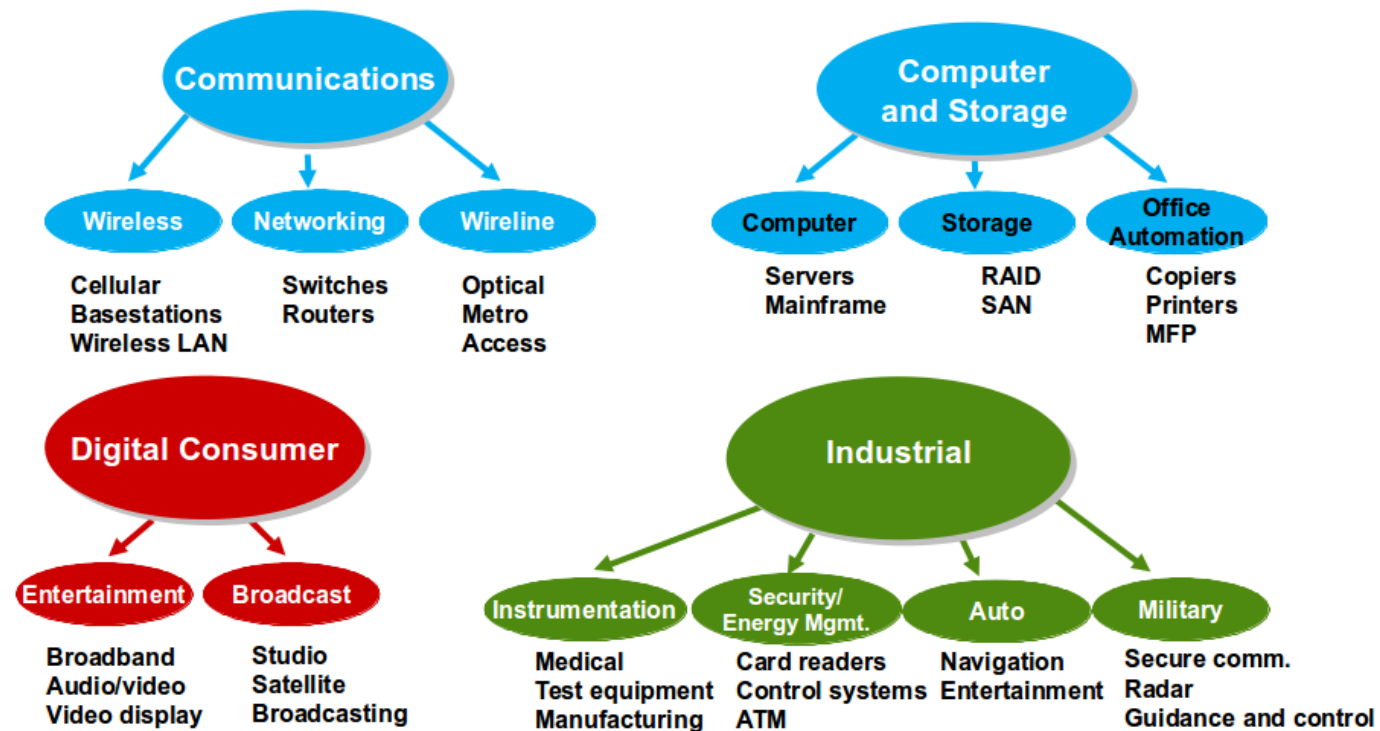 Communications
Wireless
Cellular
Basestations
Wireless LAN
Networking
Switches
Routers
Wireline
Optical
Metro
Access
Computer
and Storage
Computer
Servers
Mainframe
Storage
RAID
SAN
Office
Automation
Copiers
Printers
MFP
Digital Consumer
Entertainment
Broadband
Audio/video
Video display
Broadcast
Studio
Satellite
Broadcasting
Industrial
Instrumentation
Medical
Test equipment
Manufacturing
Security/
Energy Mgmt.
Card readers
Control systems
ATM
Auto
Navigation
Entertainment
Military
Secure comm.
Radar
Guidance and control